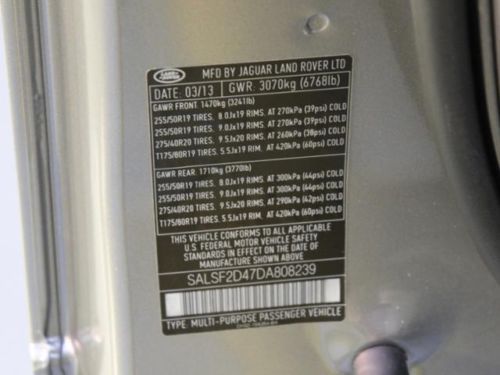 LAND ROVER
MFD BY JAGUAR LAND ROVER LTD
DATE: 03/13 GWR: 3070kg (6768lb)
GAWR FRONT 1470kg (3241lb)
255/50R19 TIRES. 8.0Jx19 RIMS. AT 270kPa (39psi) COLD
255/50R19 TIRES. 9.0Jx19 RIMS. AT 270kPa (39psi) COLD
275/40R20 TIRES. 9.5Jx20 RIMS. AT 260kPa (38psi) COLD
T175/80R19 TIRES. 5.5Jx19 RIM. AT 420kPa (60psi) COLD
GAWR REAR. 1710kg (3770lb)
255/50R19 TIRES. 8.0Jx19 RIMS. AT 300kPa (44psi) COLD
255/50R19 TIRES. 9.0Jx19 RIMS. AT 300kPa (44psi) COLD
275/40R20 TIRES. 9.5Jx20 RIMS. AT 290kPa (42psi) COLD
T175/80R19 TIRES. 5.5Jx19 RIM. AT 420kPa (60psi) COLD
THIS VEHICLE CONFORMS TO ALL APPLICABLE
U.S. FEDERAL MOTOR VEHICLE SAFETY
STANDARDS IN EFFECT ON THE DATE OF
MANUFACTURE SHOWN ABOVE
SALSF2D47DA808239
TYPE: MULTI-PURPOSE PASSENGER VEHICLE